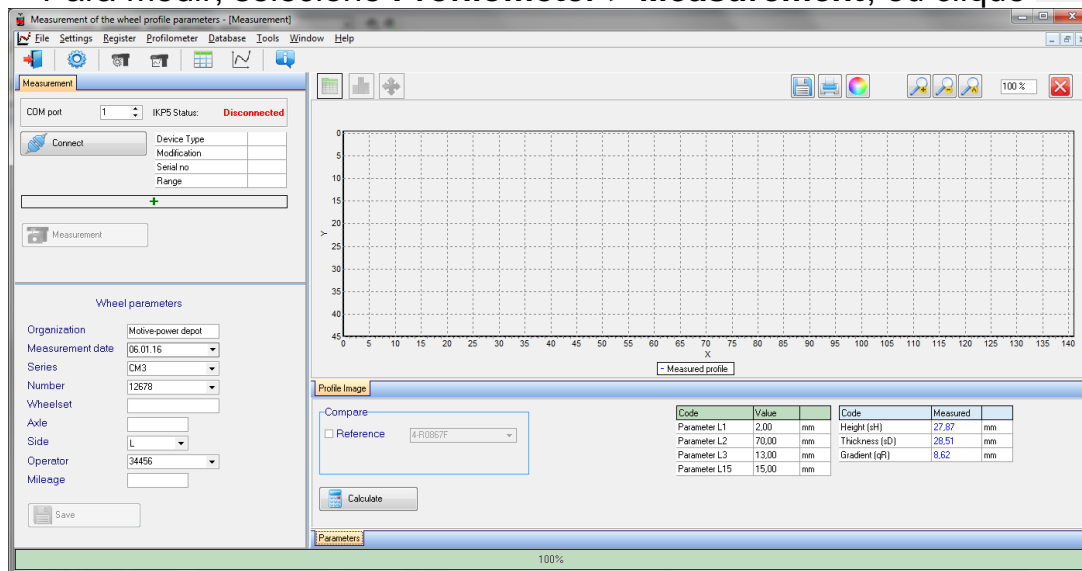 Para medir, selecione Profilometer > Measurement, ou clique
Measurement of the wheel profile parameters - [Measurement]
File Settings Register Profilometer Database Tools Window Help
Measurement
COM port 1 IKP5 Status: Disconnected
Connect
Device Type
Modification
Serial no
Range
+
Measurement
Wheel parameters
Organization Motive-power depot
Measurement date 06.01.16
Series CM3
Number 12678
Wheelset
Axle
Side L
Operator 34456
Mileage
Save
100 %
0
5
10
15
20
25
30
35
40
45
Y
0 5 10 15 20 25 30 35 40 45 50 55 60 65 70 75 80 85 90 95 100 105 110 115 120 125 130 135 140
X
- Measured profile
Profile Image
Compare
Reference 4-R0867F
Calculate
Code Value
Parameter L1 2,00 mm
Parameter L2 70,00 mm
Parameter L3 13,00 mm
Parameter L15 15,00 mm
Code Measured
Height (sH) 27,87 mm
Thickness (sD) 28,51 mm
Gradient (qR) 8,62 mm
Parameters
100%